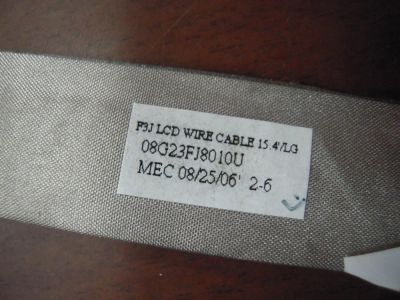 F3J LCD WIRE CABLE 15.4'/LG
08G23FJ8010U
MEC 08/25/06' 2-6